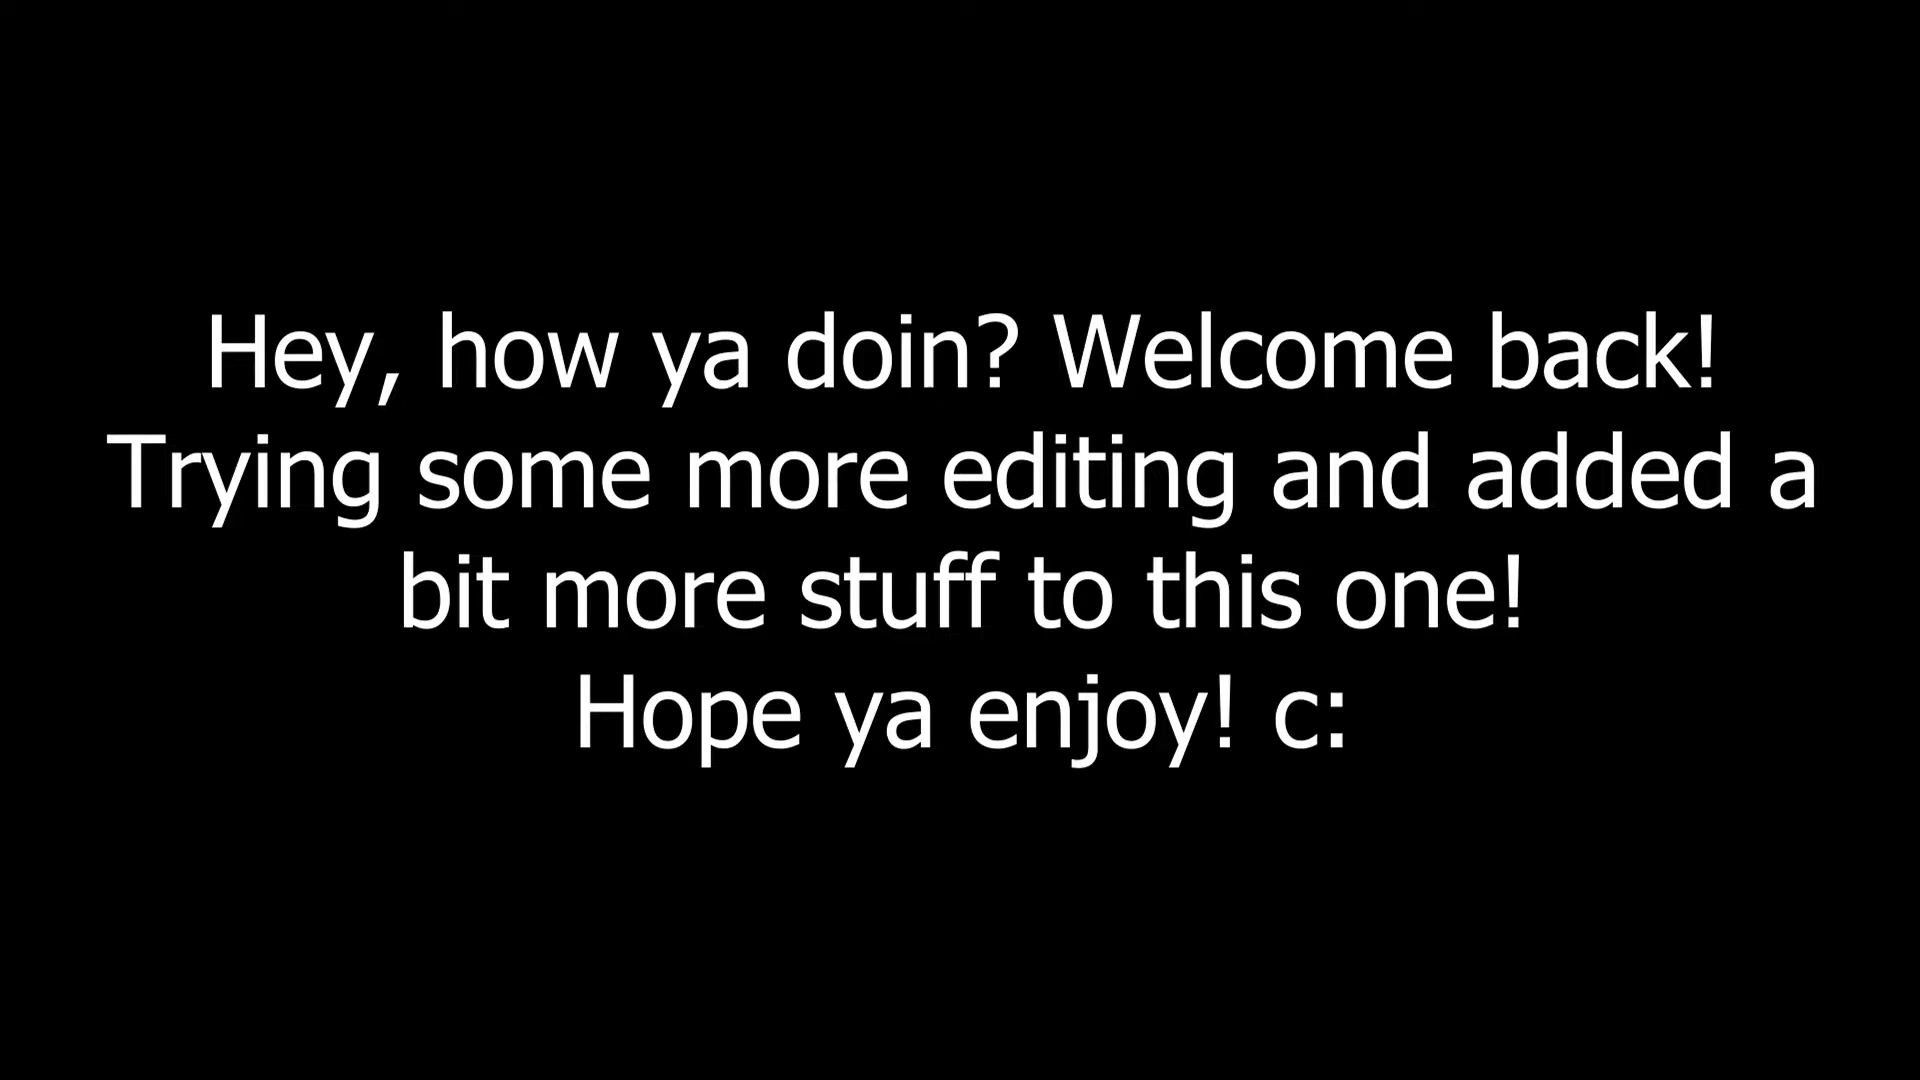 Hey, how ya doin? Welcome back!
Trying some more editing and added a
bit more stuff to this one!
Hope ya enjoy! c: